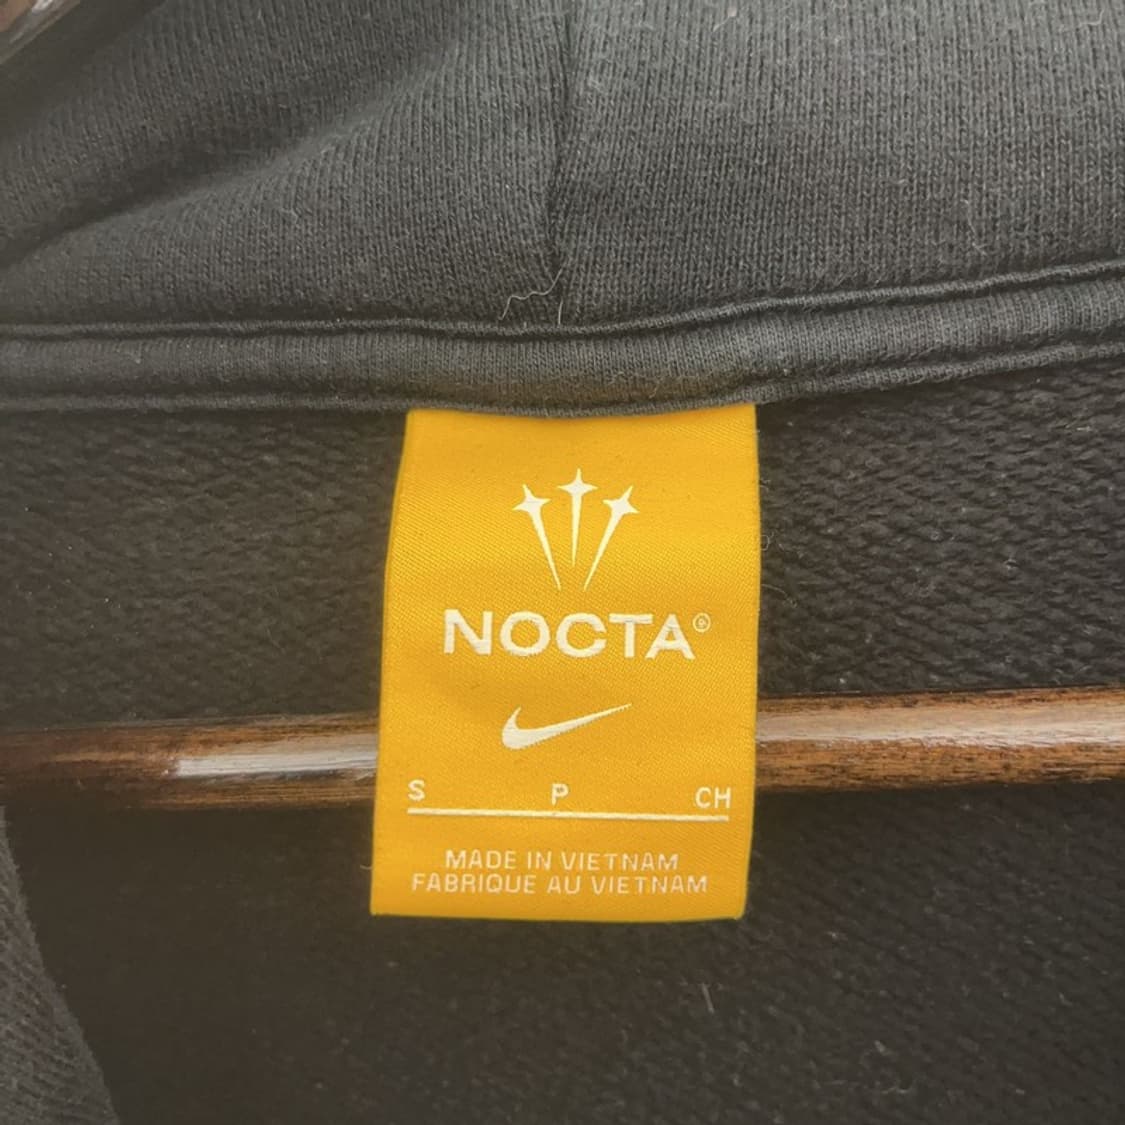 NOCTA®
S P CH
MADE IN VIETNAM
FABRIQUE AU VIETNAM